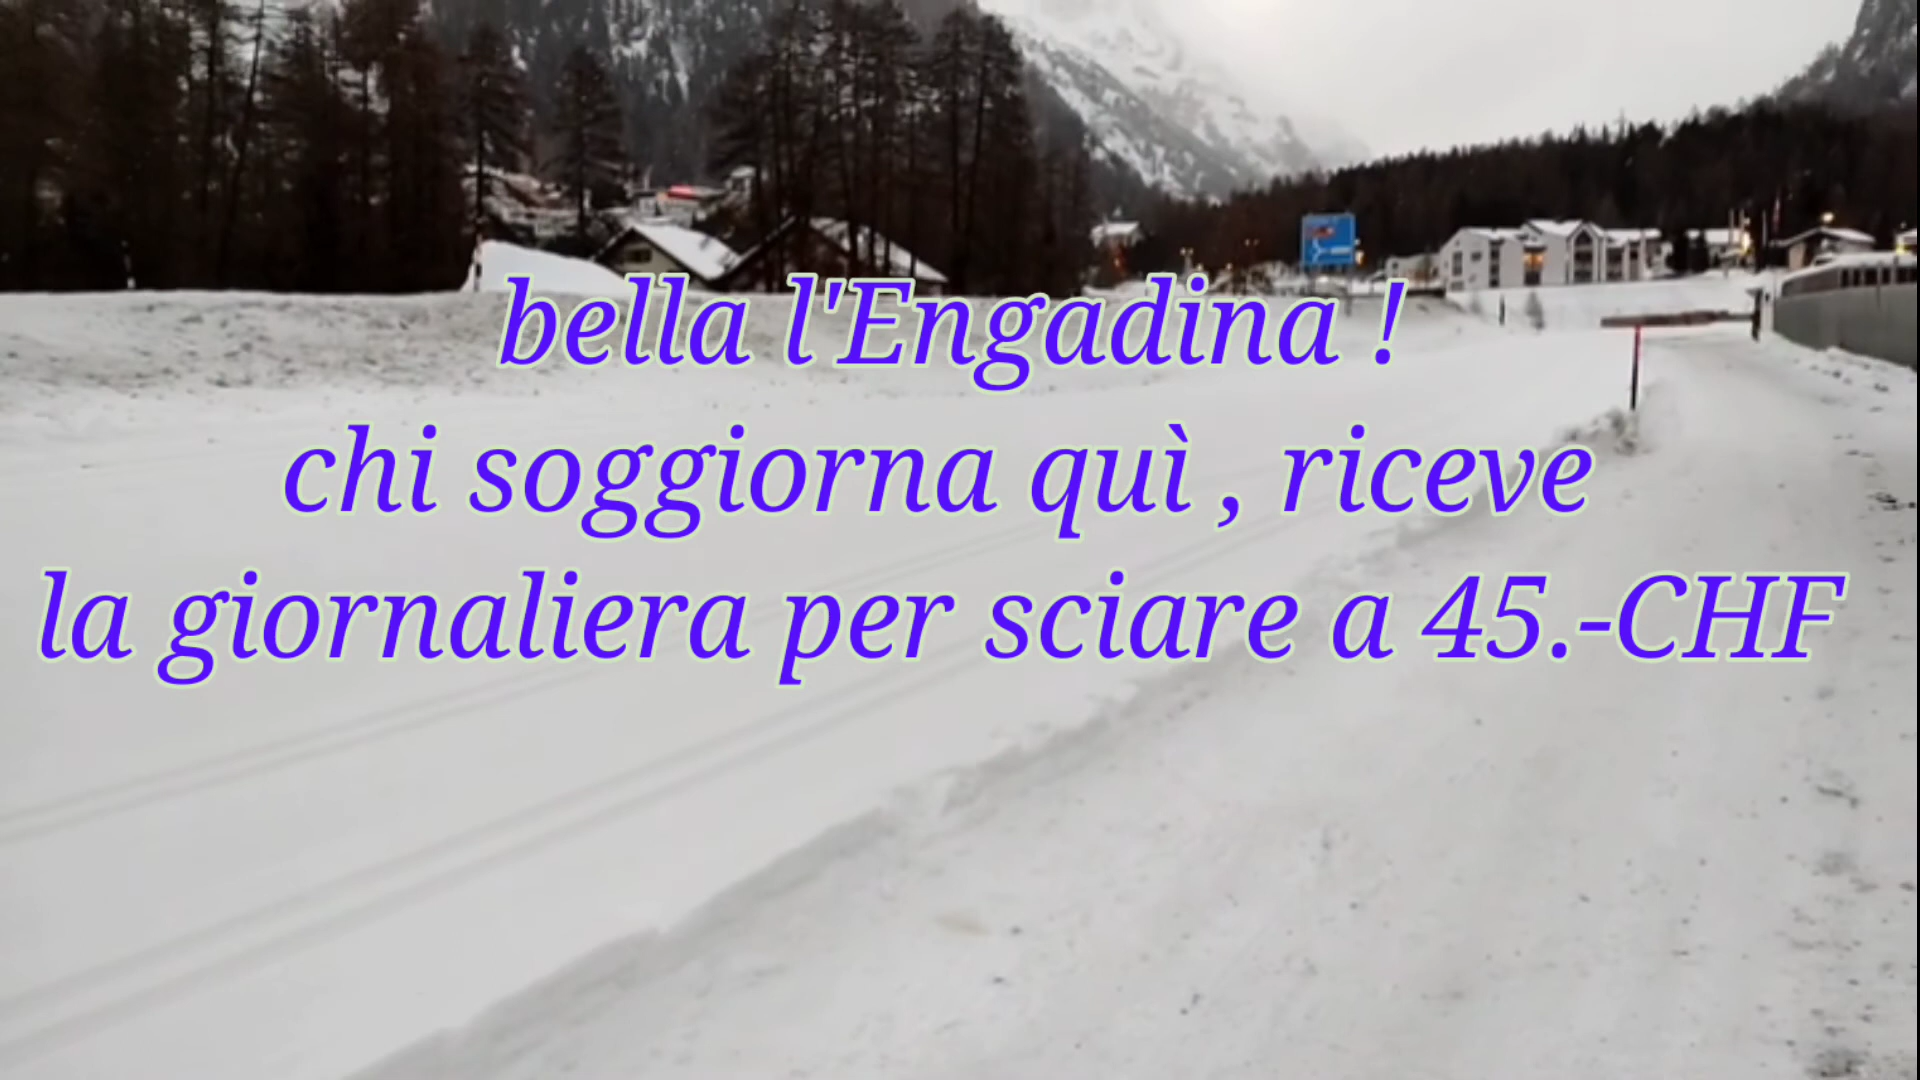 bella l'Engadina !
chi soggiorna quì , riceve
la giornaliera per sciare a 45.-CHF